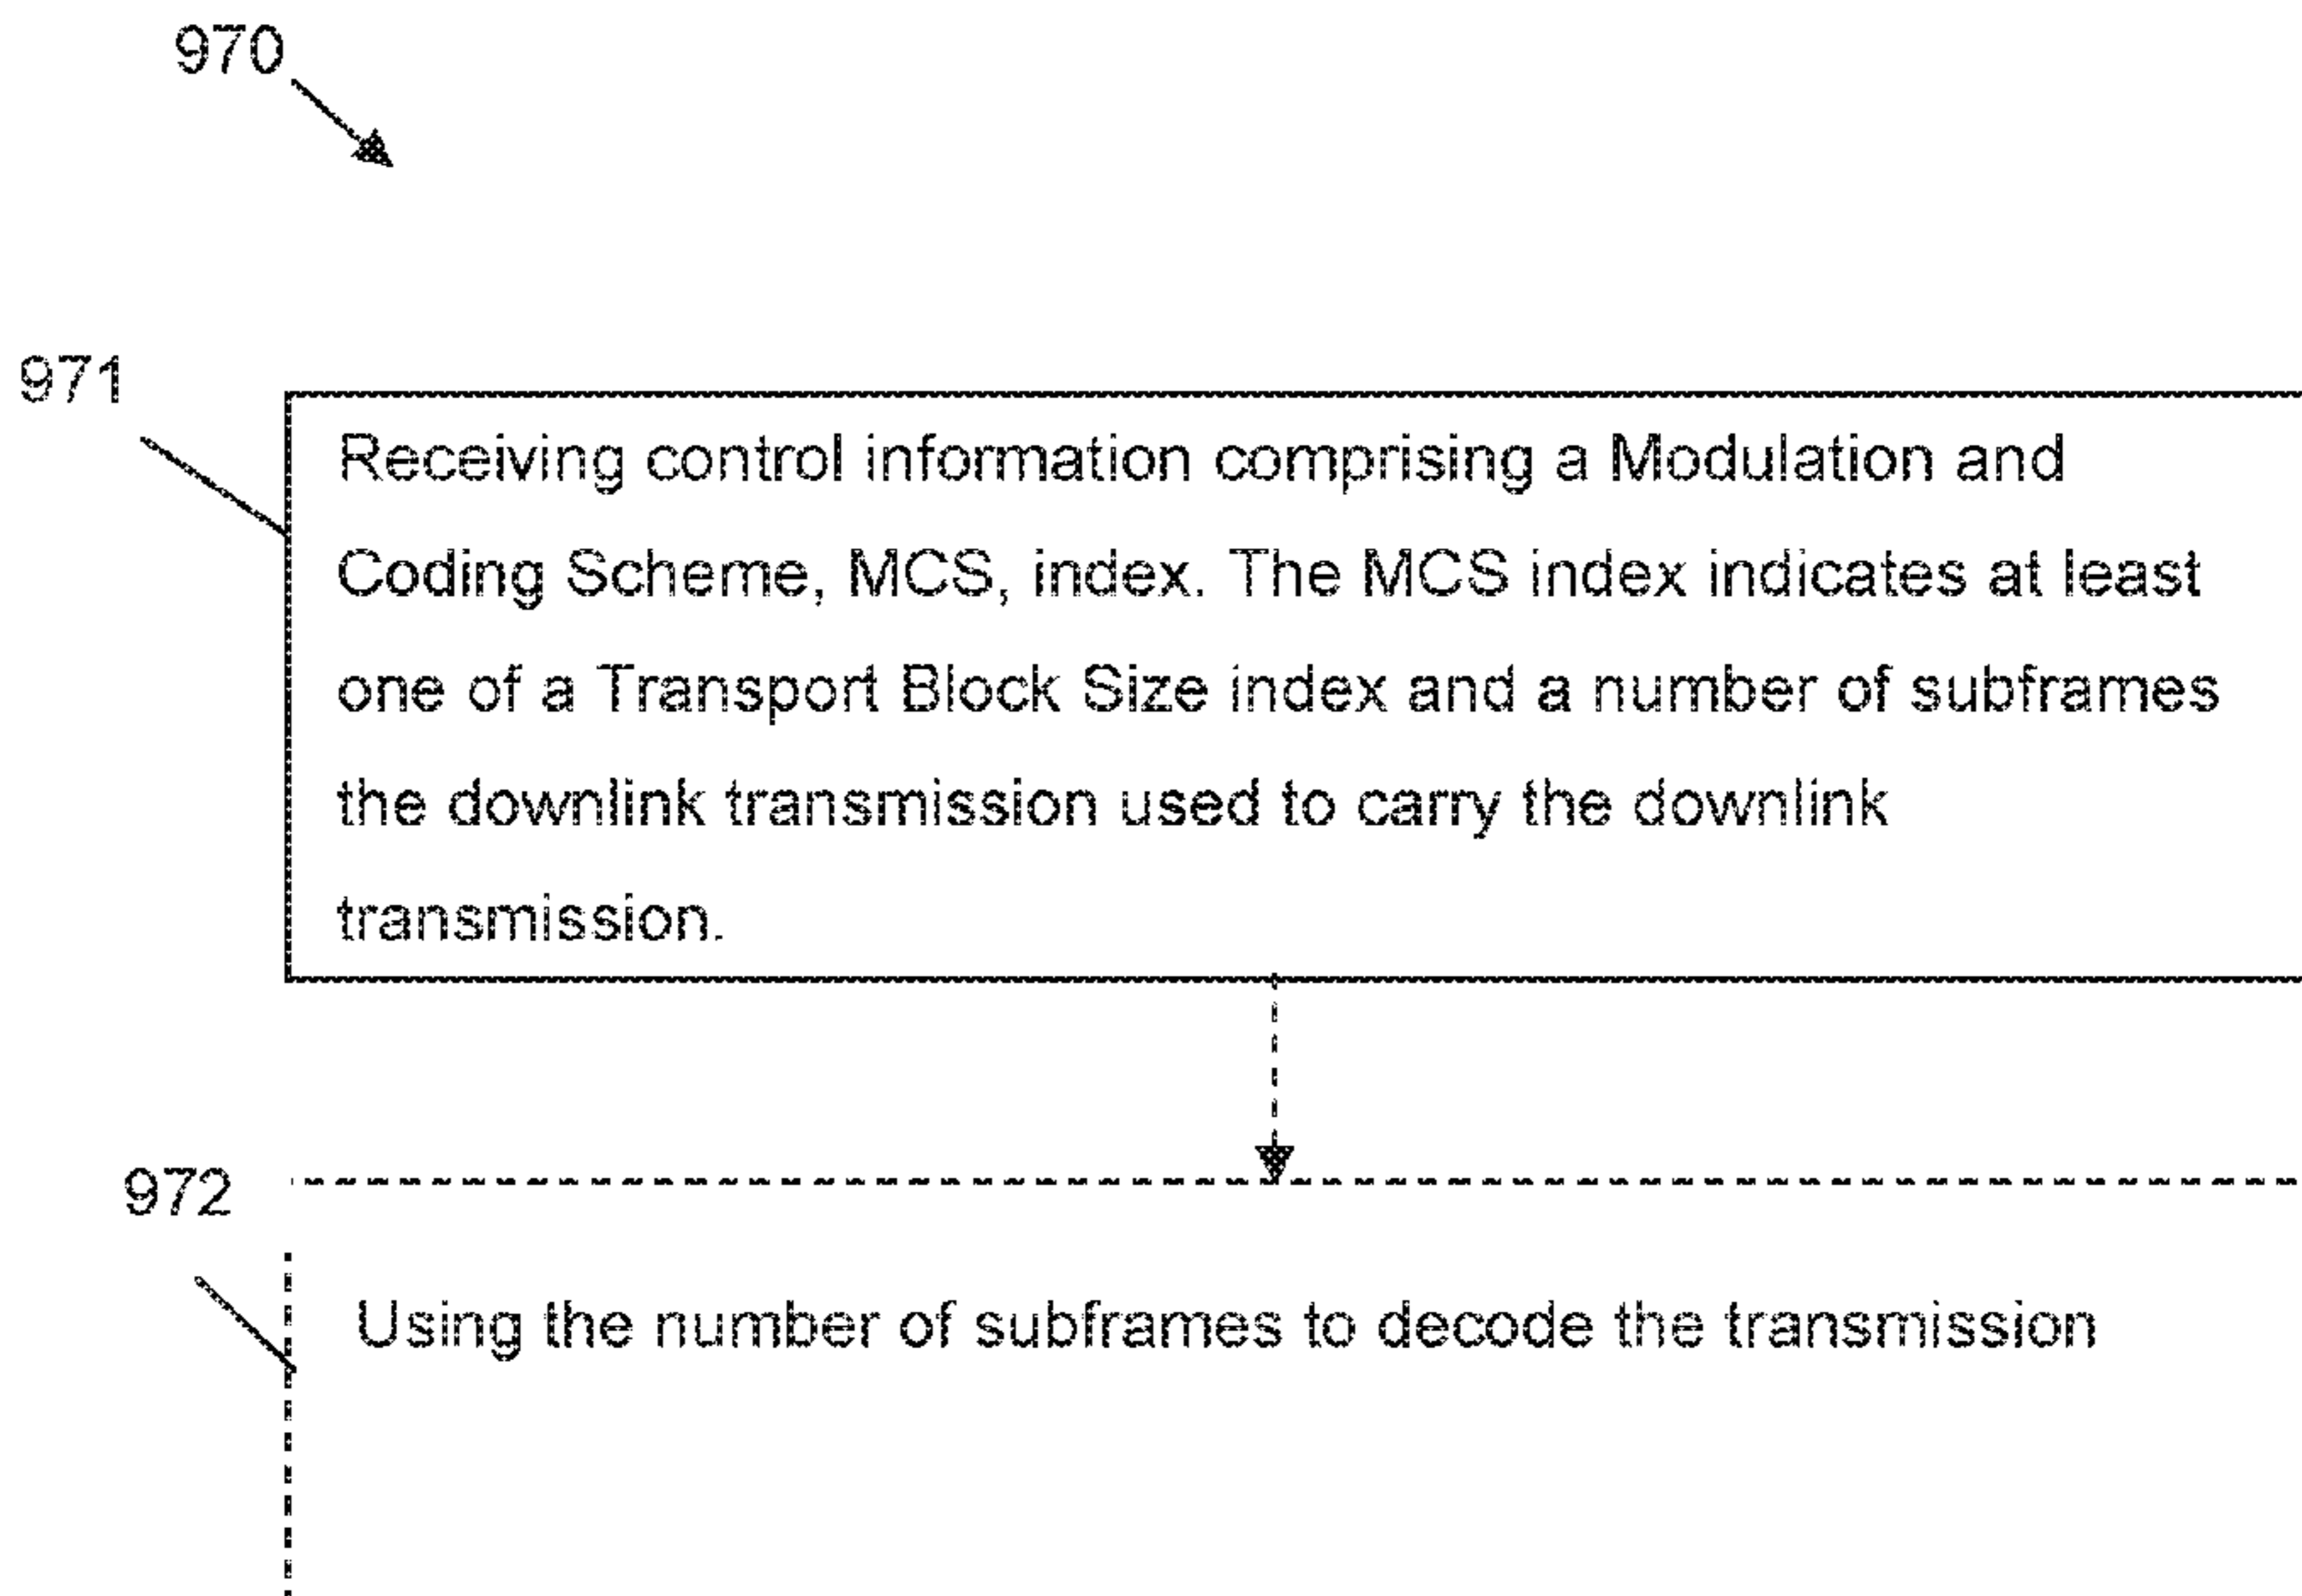 970
971
Receiving control information comprising a Modulation and
Coding Scheme, MCS, index. The MCS index indicates at least
one of a Transport Block Size index and a number of subframes
the downlink transmission used to carry the downlink
transmission.
972
Using the number of subframes to decode the transmission